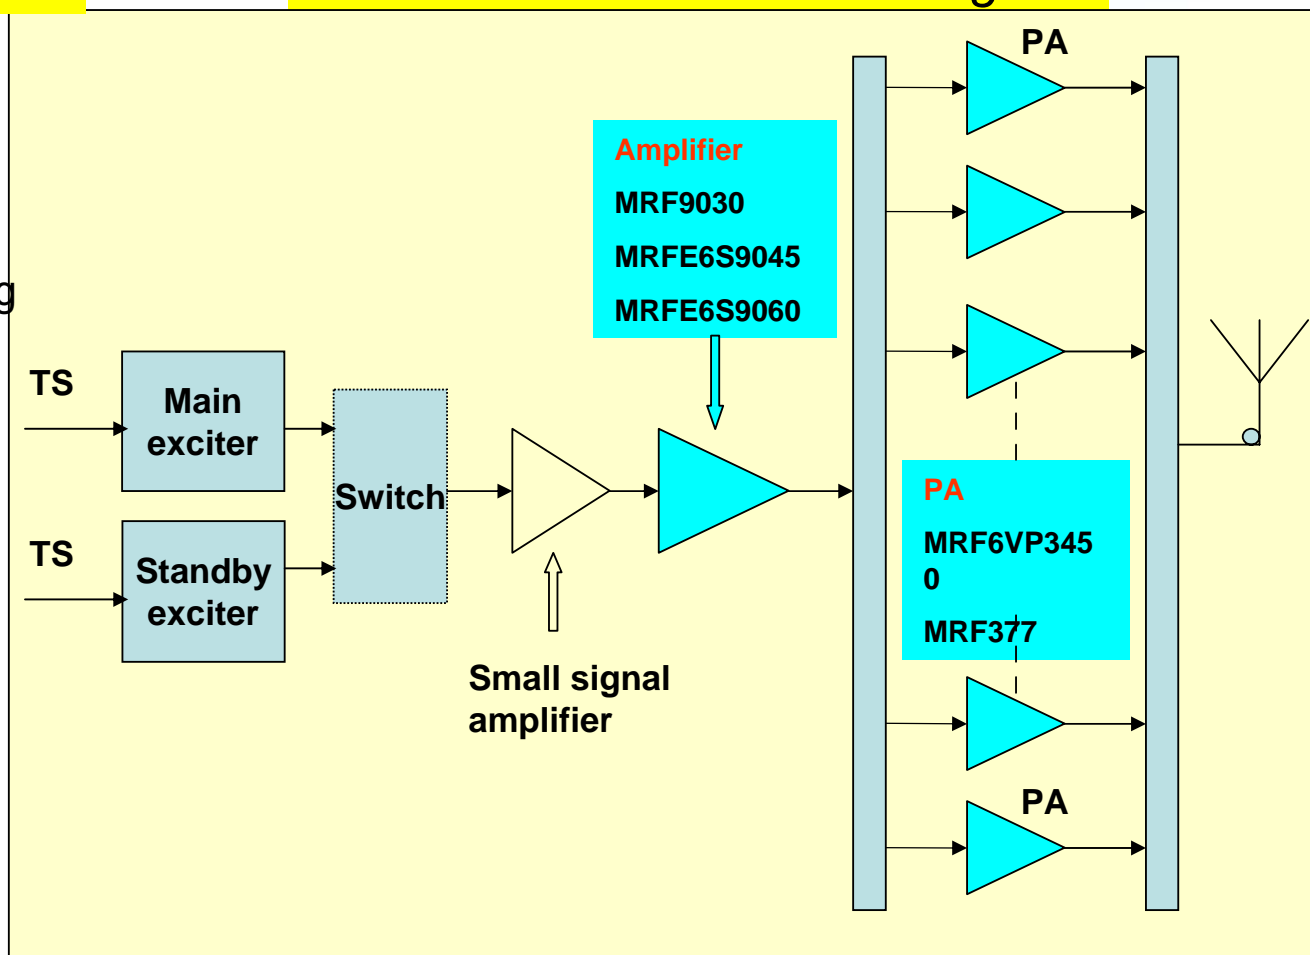 g
PA
Amplifier
MRF9030
MRFE6S9045
MRFE6S9060
g
TS
Main
exciter
Switch
TS
Standby
exciter
Small signal
amplifier
PA
MRF6VP345
0
MRF377
PA